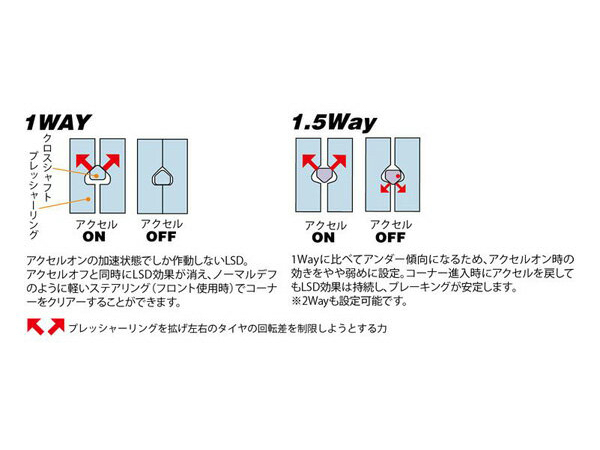 1WAY
クロスシャフト
プレッシャーリング
アクセル
ON
アクセル
OFF
アクセルオンの加速状態でしか作動しないLSD。
アクセルオフと同時にLSD効果が消え、ノーマルデフ
のように軽いステアリング(フロント使用時)でコーナ
ーをクリアーすることができます。
1.5Way
アクセル
ON
アクセル
OFF
1Wayに比べてアンダー傾向になるため、アクセルオン時の
効きをやや弱めに設定。コーナー進入時にアクセルを戻して
もLSD効果は持続し、ブレーキングが安定します。
※2Wayも設定可能です。
プレッシャーリングを拡げ左右のタイヤの回転差を制限しようとする力